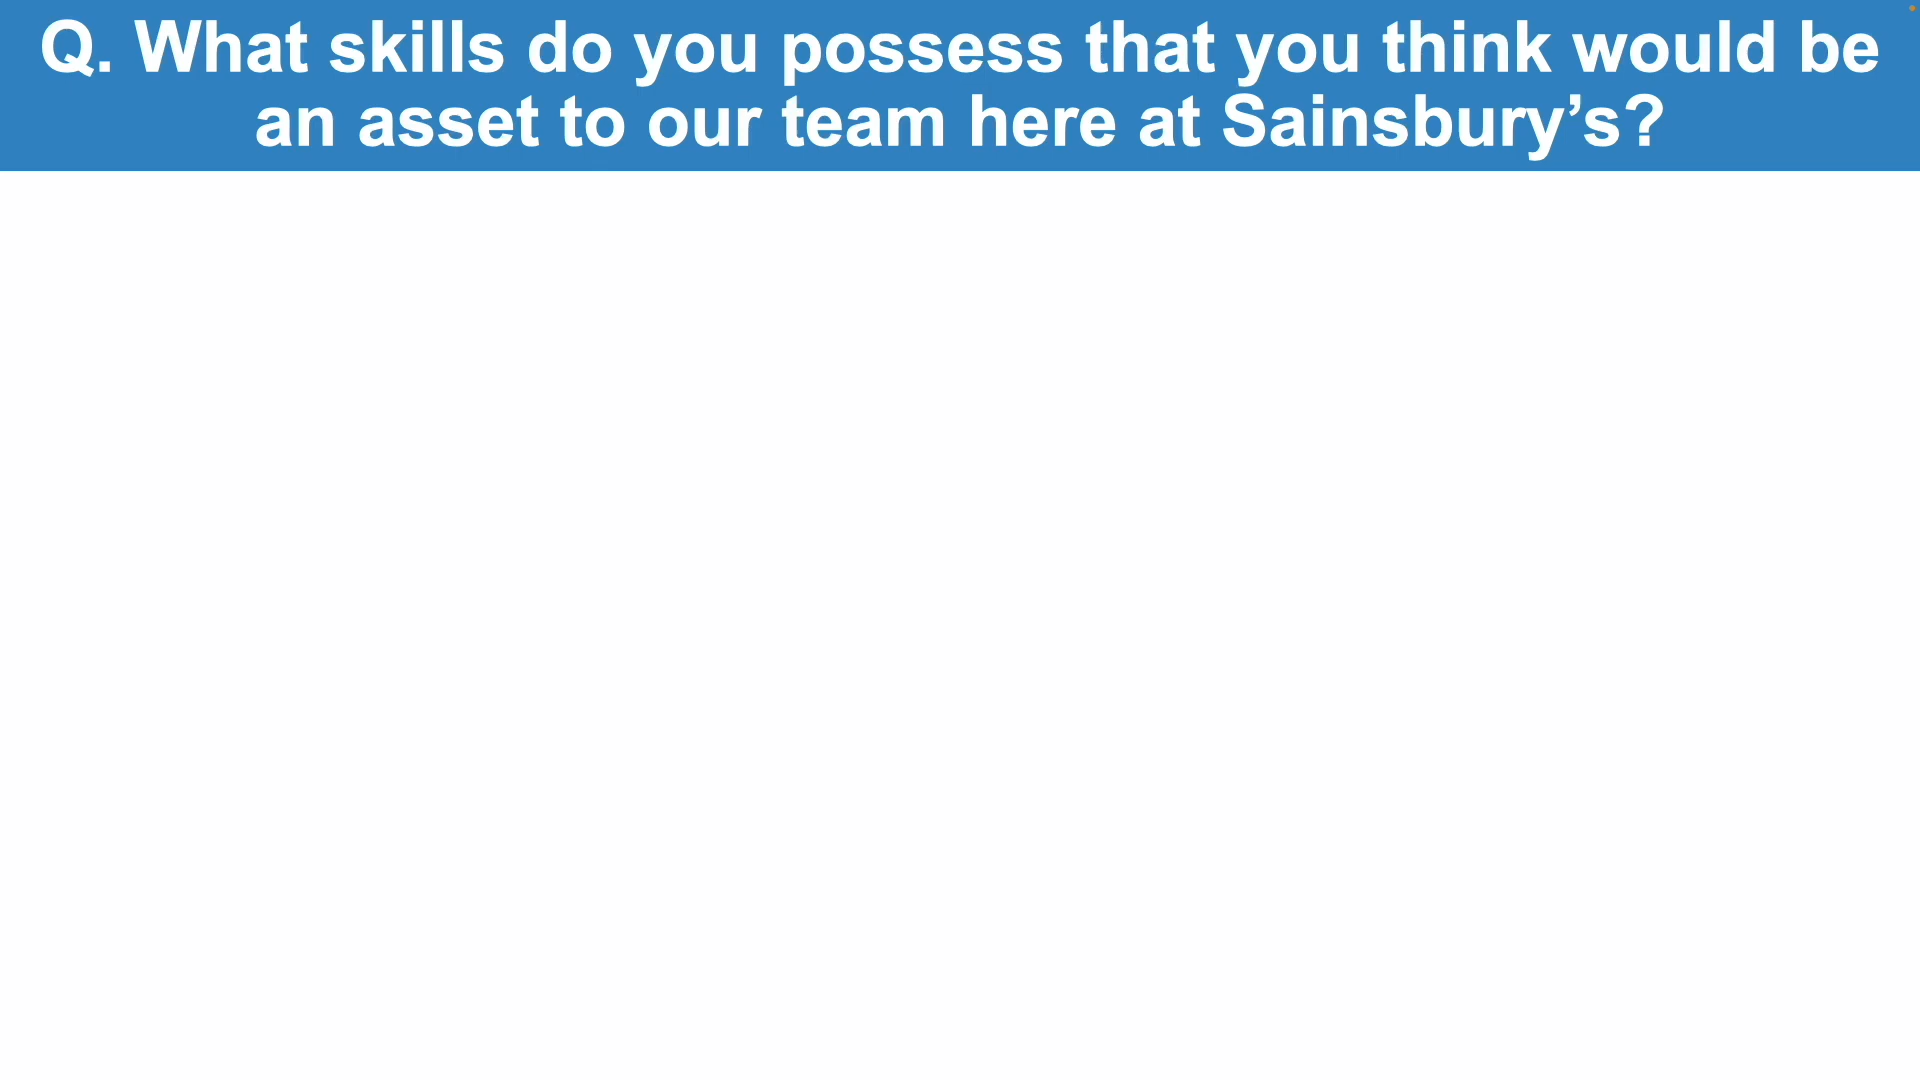 Q. What skills do you possess that you think would be
an asset to our team here at Sainsbury’s?